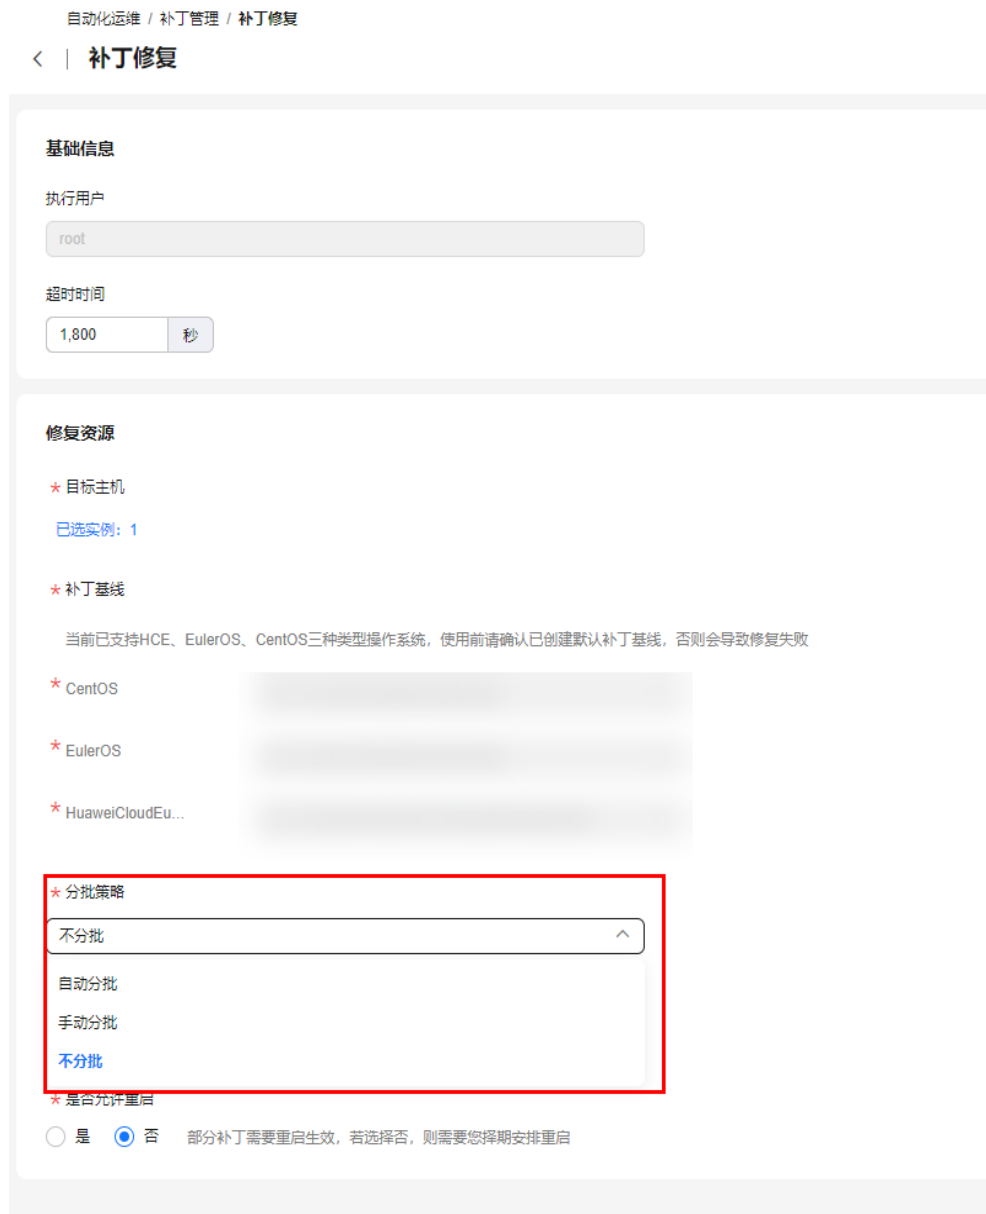 自动化运维 / 补丁管理 / 补丁修复
补丁修复
基础信息
执行用户
root
超时时间
1,800 秒
修复资源
* 目标主机
已选实例：1
* 补丁基线
当前已支持HCE、EulerOS、CentOS三种类型操作系统，使用前请确认已创建默认补丁基线，否则会导致修复失败
* CentOS
* EulerOS
* HuaweiCloudEu...
* 分批策略
不分批
自动分批
手动分批
不分批
* 是否允许重启
是 否 部分补丁需要重启生效，若选择否，则需要您择期安排重启